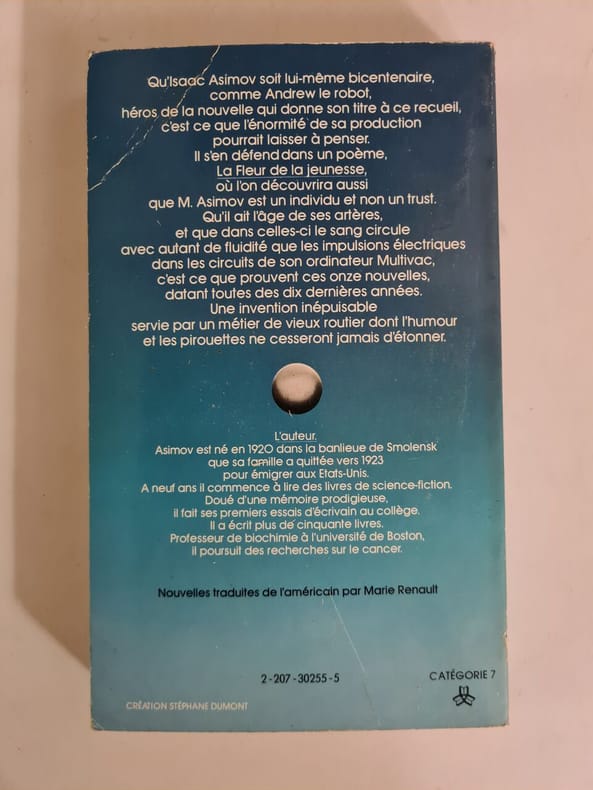 Qu'Isaac Asimov soit lui-même bicentenaire,
comme Andrew le robot,
héros de la nouvelle qui donne son titre à ce recueil,
c'est ce que l'énormité de sa production
pourrait laisser à penser.
Il s'en défend dans un poème,
La Fleur de la jeunesse,
où l'on découvrira aussi
que M. Asimov est un individu et non un trust.
Qu'il ait l'âge de ses artères,
et que dans celles-ci le sang circule
avec autant de fluidité que les impulsions électriques
dans les circuits de son ordinateur Multivac,
c'est ce que prouvent ces onze nouvelles,
datant toutes des dix dernières années.
Une invention inépuisable
servie par un métier de vieux routier dont l'humour
et les pirouettes ne cesseront jamais d'étonner.
L'auteur.
Asimov est né en 1920 dans la banlieue de Smolensk
que sa famille a quittée vers 1923
pour émigrer aux Etats-Unis.
A neuf ans il commence à lire des livres de science-fiction.
Doué d'une mémoire prodigieuse,
il fait ses premiers essais d'écrivain au collège.
Il a écrit plus de cinquante livres.
Professeur de biochimie à l'université de Boston,
il poursuit des recherches sur le cancer.
Nouvelles traduites de l'américain par Marie Renault
2-207-30255-5
CATÉGORIE 7
CRÉATION STÉPHANE DUMONT